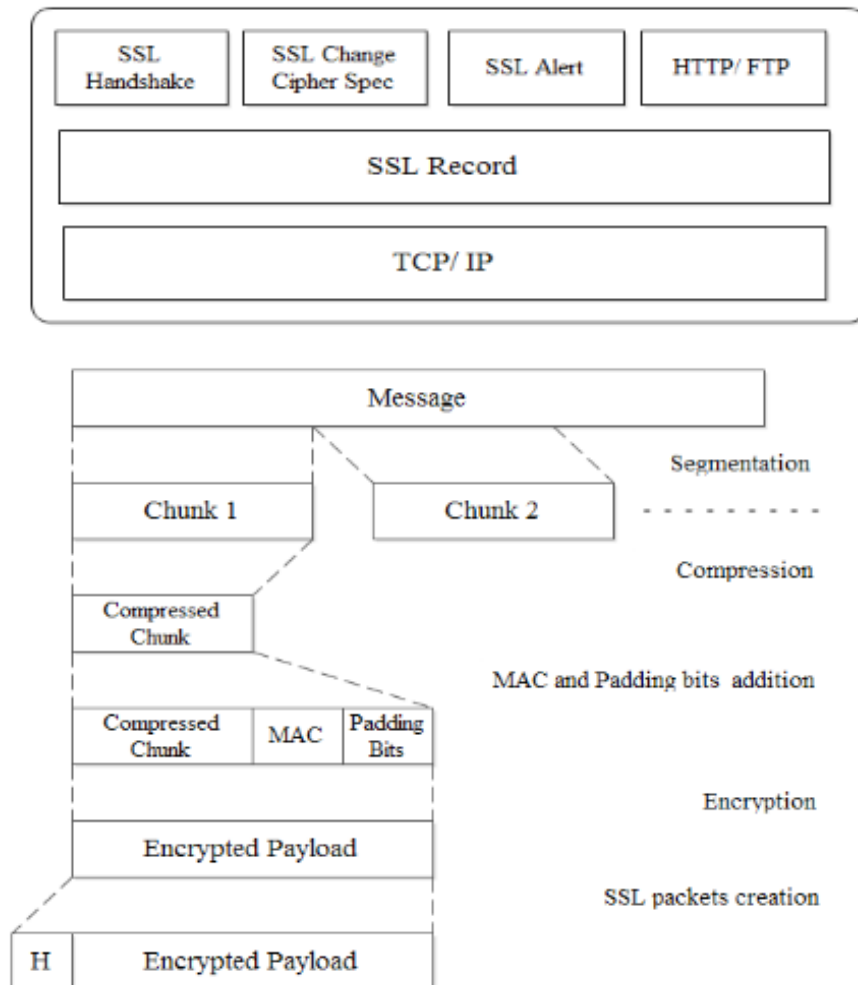 SSL
Handshake
SSL Change
Cipher Spec
SSL Alert
HTTP/ FTP
SSL Record
TCP/ IP
Message
Segmentation
Chunk 1
Chunk 2
Compression
Compressed
Chunk
MAC and Padding bits addition
Compressed
Chunk
MAC
Padding
Bits
Encryption
Encrypted Payload
SSL packets creation
H
Encrypted Payload